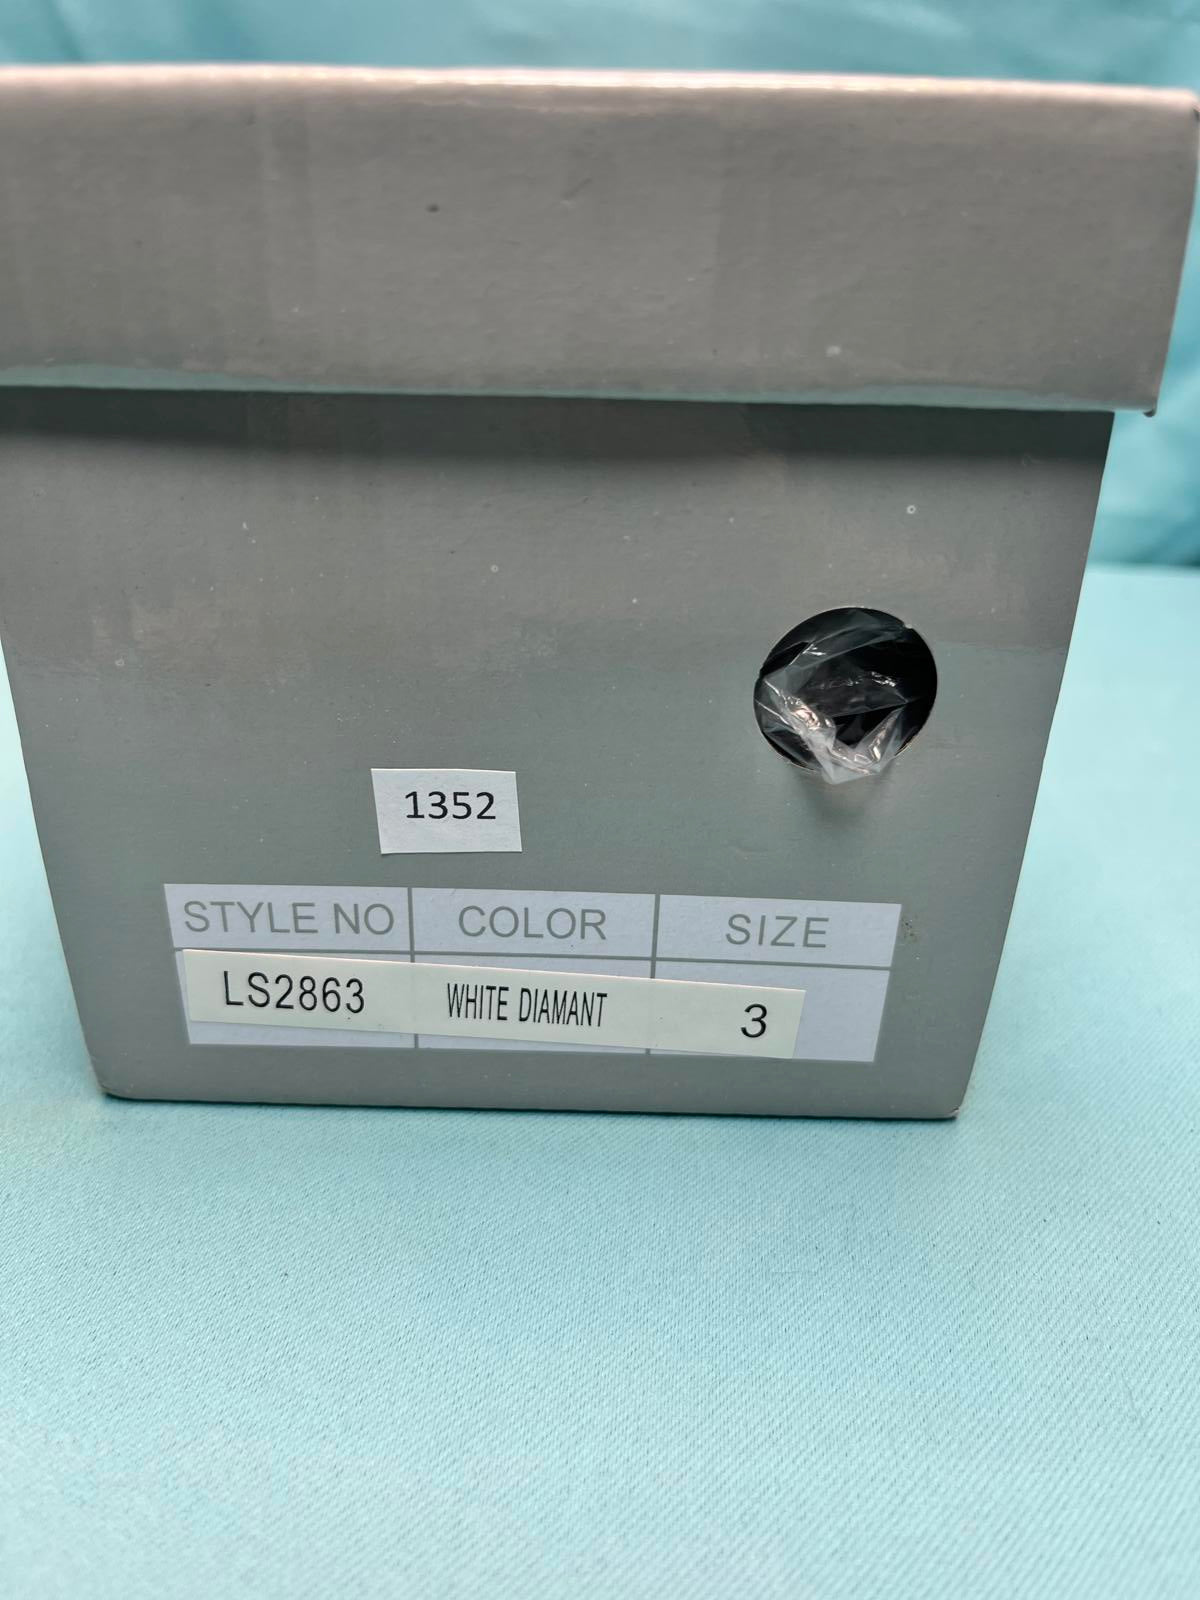 1352
STYLE NO COLOR SIZE
LS2863 WHITE DIAMANT 3